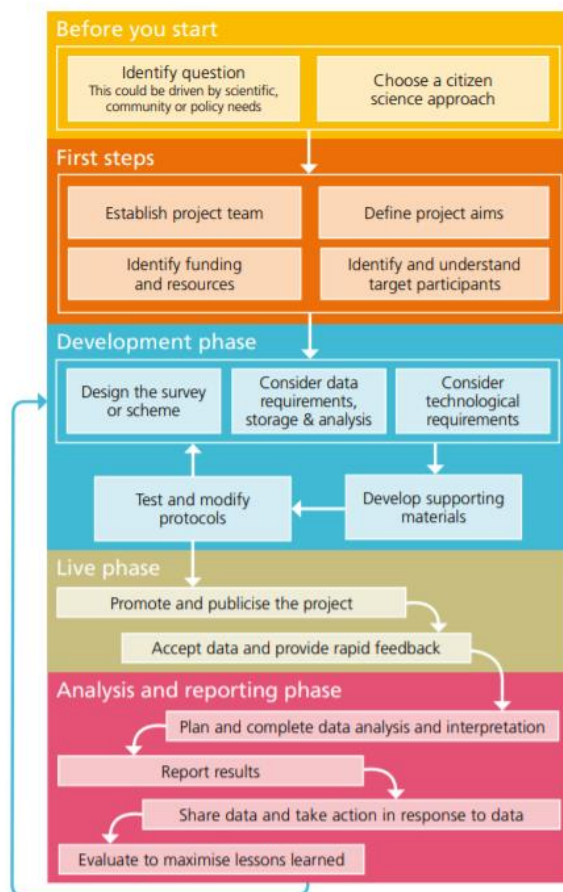 Before you start
Identify question
This could be driven by scientific,
community or policy needs
Choose a citizen
science approach
First steps
Establish project team
Define project aims
Identify funding
and resources
Identify and understand
target participants
Development phase
Design the survey
or scheme
Consider data
requirements,
storage & analysis
Consider
technological
requirements
Test and modify
protocols
Develop supporting
materials
Live phase
Promote and publicise the project
Accept data and provide rapid feedback
Analysis and reporting phase
Plan and complete data analysis and interpretation
Report results
Share data and take action in response to data
Evaluate to maximise lessons learned